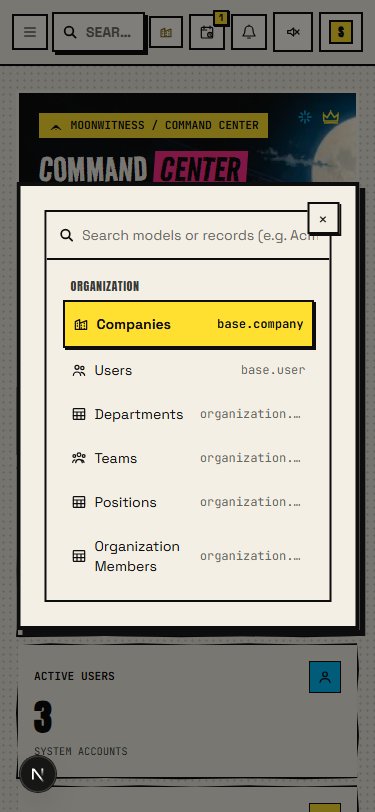 SEAR...
1
S
MOONWITNESS / COMMAND CENTER
COMMAND CENTER
×
Search models or records (e.g. Acm
ORGANIZATION
Companies base.company
Users base.user
Departments organization.…
Teams organization.…
Positions organization.…
Organization
Members organization.…
ACTIVE USERS
3
SYSTEM ACCOUNTS
N